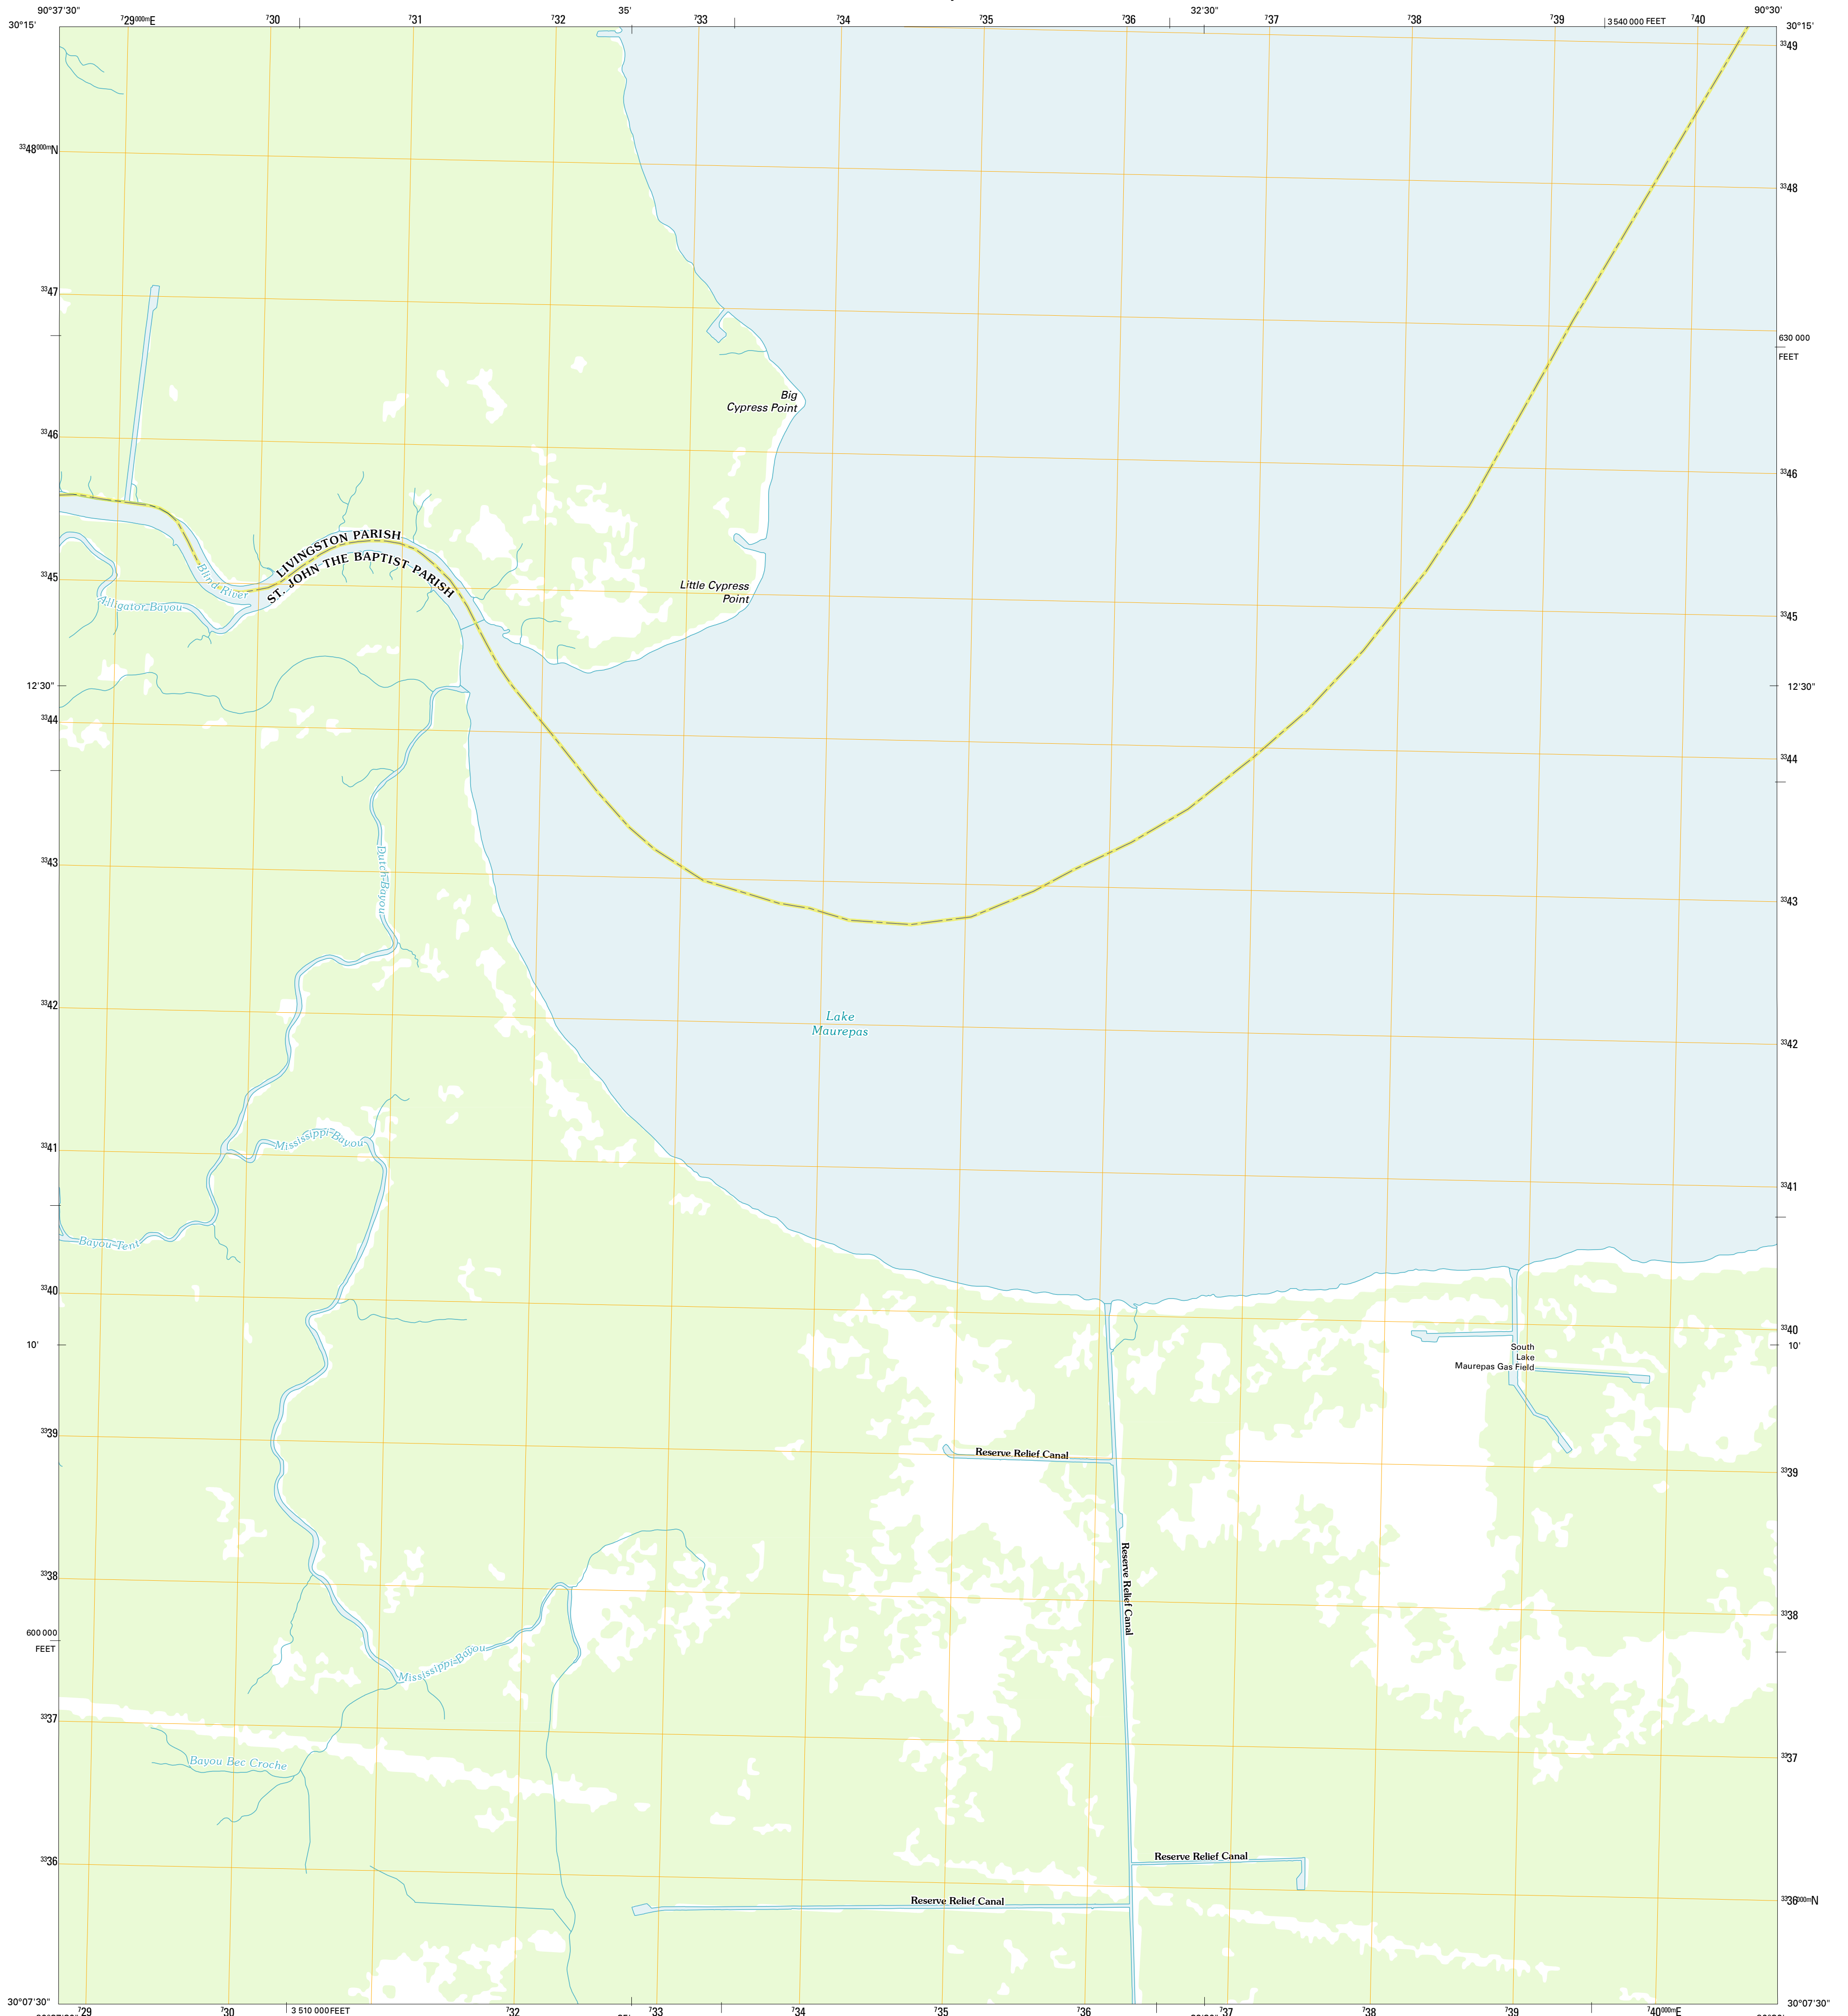 90°37'30"
⁷29⁰⁰⁰ᵐE
⁷30
⁷31
⁷32
35'
⁷33
⁷34
⁷35
⁷36
32'30"
⁷37
⁷38
⁷39
3 540 000 FEET
⁷40
90°30'
30°15'
30°15'
³³49
³³48⁰⁰⁰ᵐN
³³48
³³47
630 000
FEET
Big
Cypress Point
³³46
³³46
LIVINGSTON PARISH
ST. JOHN THE BAPTIST PARISH
Blind River
Alligator Bayou
³³45
Little Cypress
Point
³³45
12'30"
12'30"
³³44
³³44
Dutch Bayou
³³43
³³43
³³42
Lake
Maurepas
³³42
Mississippi Bayou
³³41
³³41
Bayou Tent
³³40
³³40
10'
10'
South
Lake
Maurepas Gas Field
³³39
Reserve Relief Canal
³³39
Reserve Relief Canal
³³38
³³38
600 000
FEET
Mississippi Bayou
³³37
Bayou Bec Croche
³³37
³³36
Reserve Relief Canal
Reserve Relief Canal
³³36⁰⁰⁰ᵐN
30°07'30"
30°07'30"
⁷29
⁷30
3 510 000 FEET
⁷32
⁷33
⁷34
⁷35
⁷36
⁷37
⁷38
⁷39
⁷40⁰⁰⁰ᵐE